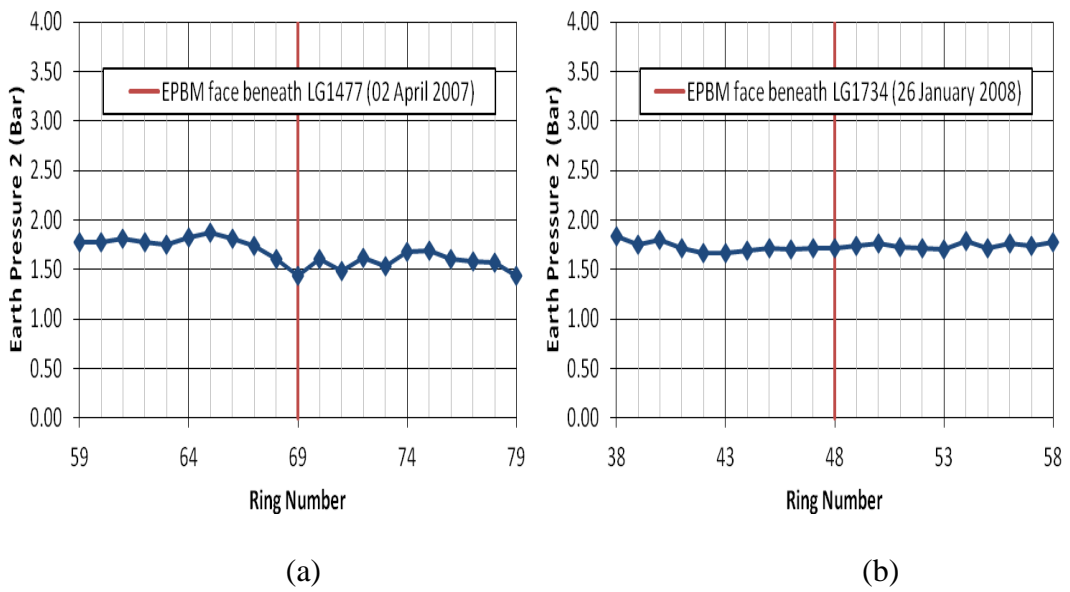 4.00
3.50
3.00
2.50
2.00
1.50
1.00
0.50
0.00
Earth Pressure 2 (Bar)
EPBM face beneath LG1477 (02 April 2007)
59 64 69 74 79
Ring Number
(a)
4.00
3.50
3.00
2.50
2.00
1.50
1.00
0.50
0.00
Earth Pressure 2 (Bar)
EPBM face beneath LG1734 (26 January 2008)
38 43 48 53 58
Ring Number
(b)